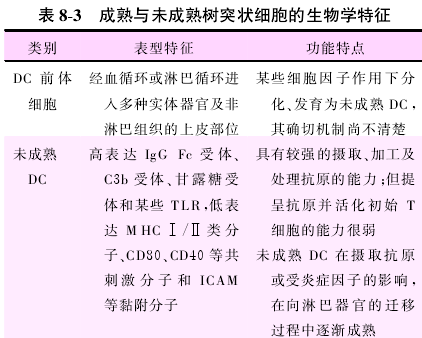 表 8-3 成熟与未成熟树突状细胞的生物学特征
类别 表型特征 功能特点
DC 前体 经血循环或淋巴循环进 某些细胞因子作用下分
细胞 入多种实体器官及非 化、发育为未成熟 DC,
淋巴组织的上皮部位 其确切机制尚不清楚
未成熟 高表达 IgG Fc 受体、 具有较强的摄取、加工及
DC C3b 受体、甘露糖受 处理抗原的能力;但提
体和某些 TLR,低表 呈抗原并活化初始 T
达 MHC Ⅰ/Ⅱ 类分 细胞的能力很弱
子、CD80、CD40 等共 未成熟 DC 在摄取抗原
刺激分子和 ICAM 或受炎症因子的影响,
等黏附分子 在向淋巴器官的迁移
过程中逐渐成熟